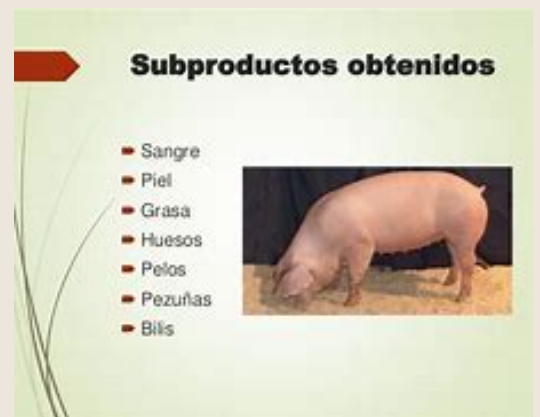 Subproductos obtenidos
Sangre
Piel
Grasa
Huesos
Pelos
Pezuñas
Bilis